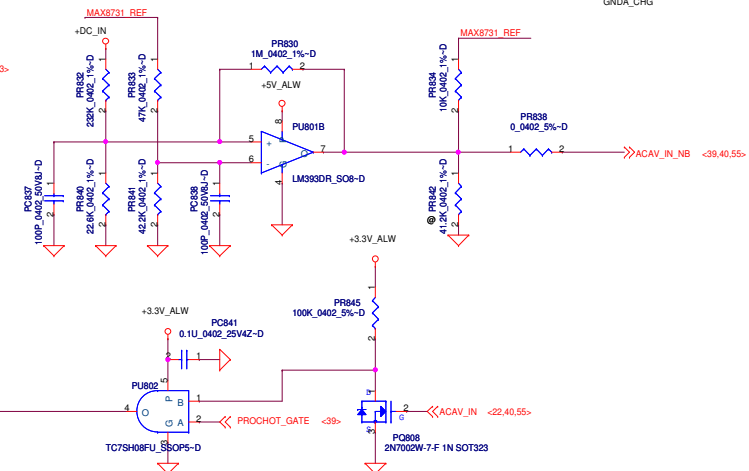 GNDA_CHG
MAX8731_REF
+DC_IN
MAX8731_REF
PR832
232K_0402_1%~D
PR833
47K_0402_1%~D
PR830
1M_0402_1%~D
1
2
+5V_ALW
PR834
10K_0402_1%~D
PU801B
8
P
5
+
6
-
O
7
G
4
LM393DR_SO8~D
PR838
0_0402_5%~D
1
2
ACAV_IN_NB <39,40,55>
PC837
100P_0402_50V8J~D
PR840
22.6K_0402_1%~D
PR841
42.2K_0402_1%~D
PC838
100P_0402_50V8J~D
@ PR842
41.2K_0402_1%~D
+3.3V_ALW
PR845
100K_0402_5%~D
+3.3V_ALW
PC841
0.1U_0402_25V4Z~D
2
1
PU802
5
P
B
1
4
O
A
2
G
3
PROCHOT_GATE <39>
TC7SH08FU_SSOP5~D
D
1
G
2
S
3
ACAV_IN <22,40,55>
PQ808
2N7002W-7-F 1N SOT323